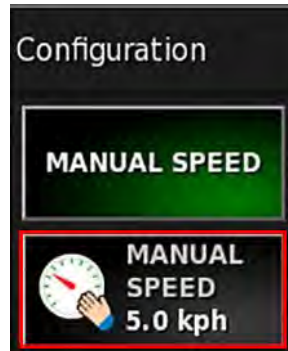 Configuration
MANUAL SPEED
MANUAL
SPEED
5.0 kph